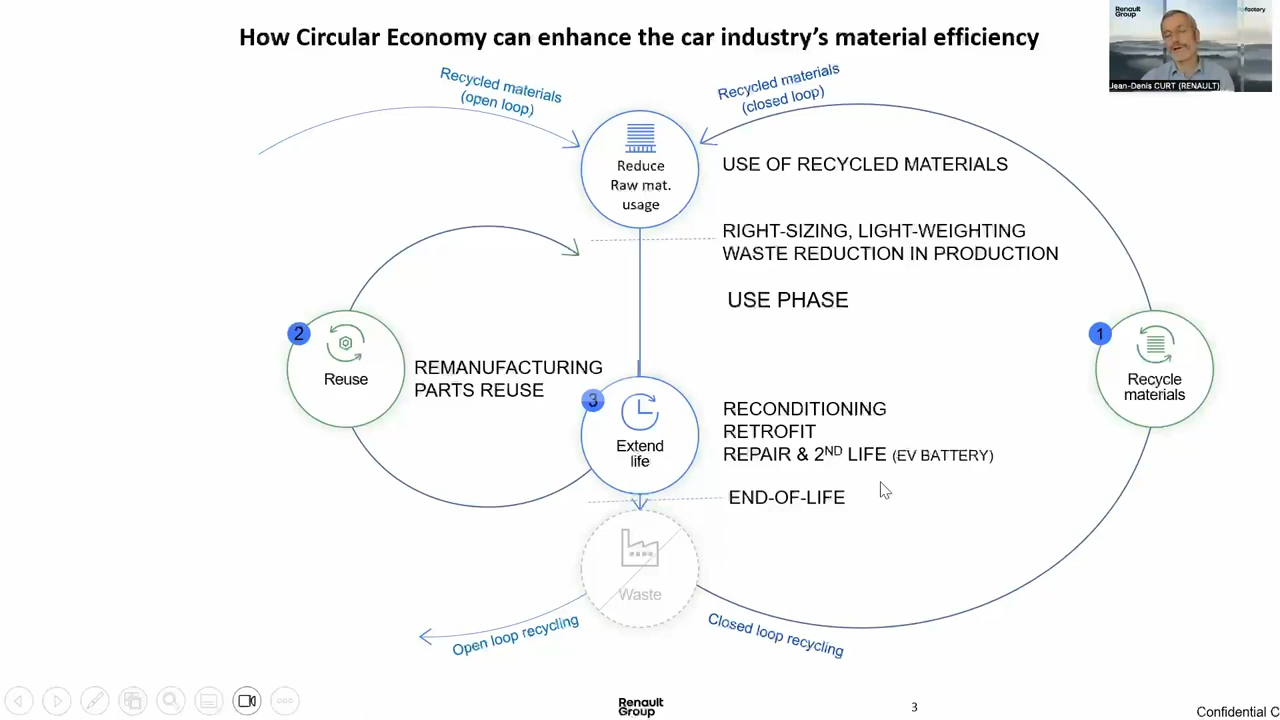 How Circular Economy can enhance the car industry's material efficiency
Renault
Group
factory
Jean-Denis CURT (RENAULT)
Recycled materials
(open loop)
Recycled materials
(closed loop)
Reduce
Raw mat.
usage
USE OF RECYCLED MATERIALS
RIGHT-SIZING, LIGHT-WEIGHTING
WASTE REDUCTION IN PRODUCTION
USE PHASE
2
Reuse
REMANUFACTURING
PARTS REUSE
1
Recycle
materials
3
Extend
life
RECONDITIONING
RETROFIT
REPAIR & 2ND LIFE (EV BATTERY)
END-OF-LIFE
Waste
Open loop recycling
Closed loop recycling
Renault
Group
3
Confidential C